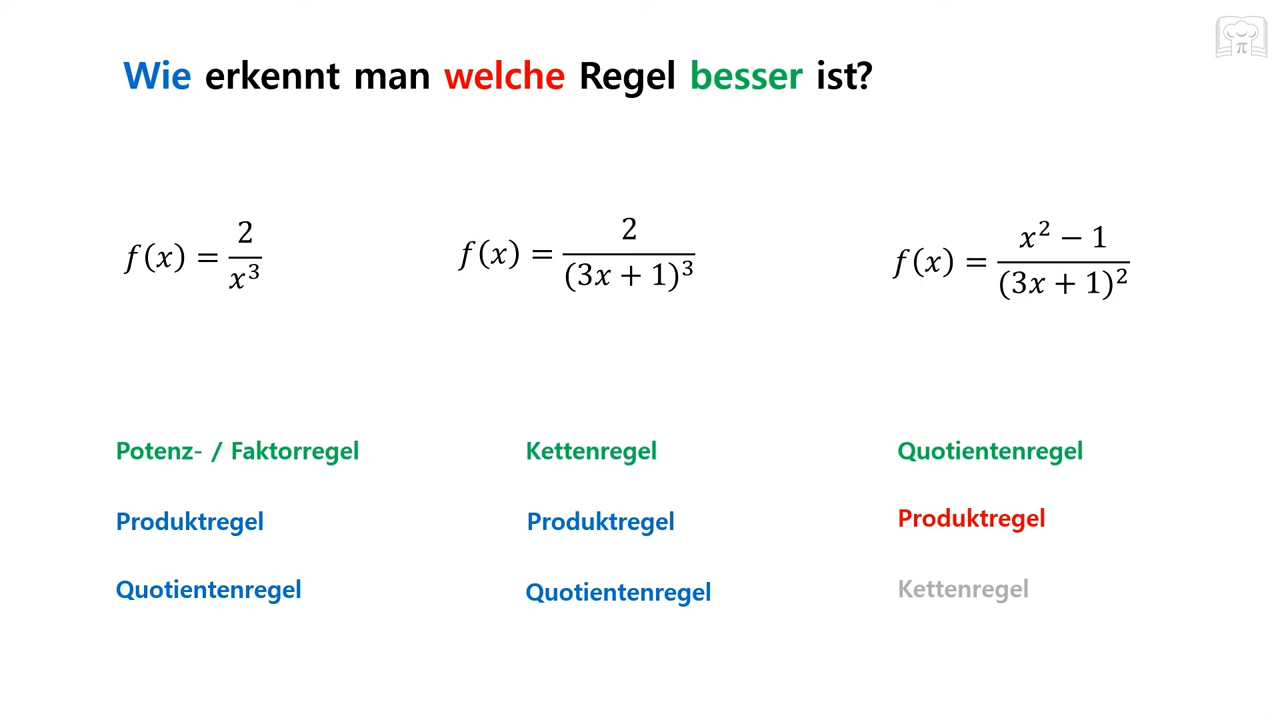 Wie erkennt man welche Regel besser ist?
f(x) = 2/x³
f(x) = 2/(3x + 1)³
f(x) = (x² − 1)/(3x + 1)²
Potenz- / Faktorregel
Kettenregel
Quotientenregel
Produktregel
Produktregel
Produktregel
Quotientenregel
Quotientenregel
Kettenregel
π